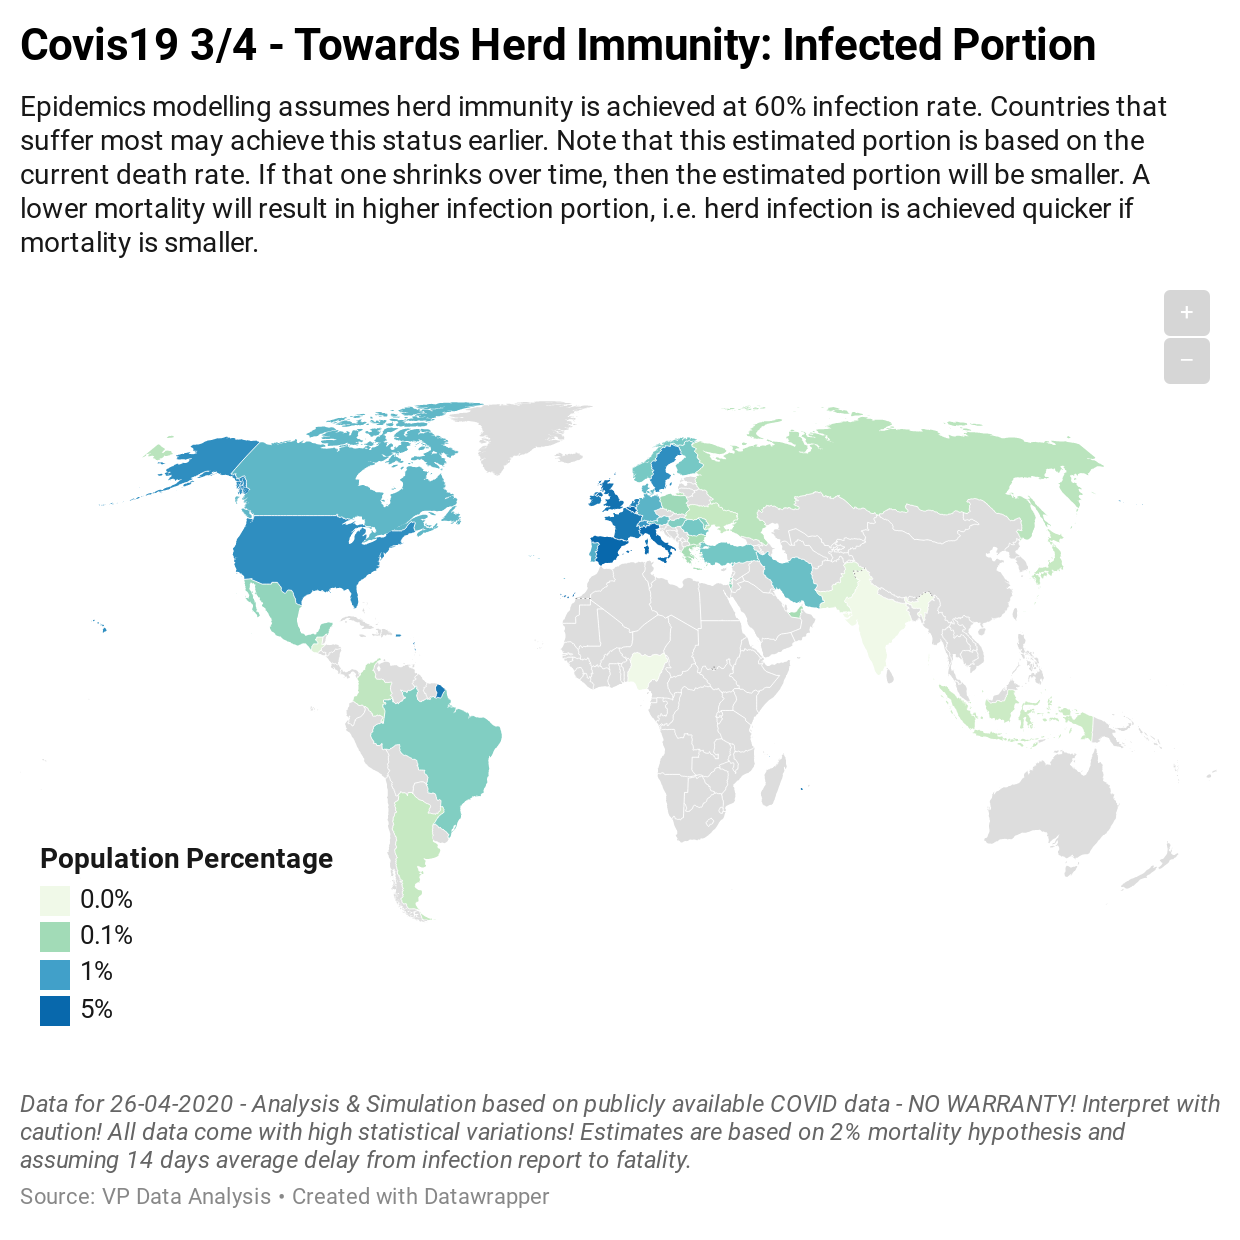 Covis19 3/4 - Towards Herd Immunity: Infected Portion
Epidemics modelling assumes herd immunity is achieved at 60% infection rate. Countries that
suffer most may achieve this status earlier. Note that this estimated portion is based on the
current death rate. If that one shrinks over time, then the estimated portion will be smaller. A
lower mortality will result in higher infection portion, i.e. herd infection is achieved quicker if
mortality is smaller.
+
−
Population Percentage
0.0%
0.1%
1%
5%
Data for 26-04-2020 - Analysis & Simulation based on publicly available COVID data - NO WARRANTY! Interpret with
caution! All data come with high statistical variations! Estimates are based on 2% mortality hypothesis and
assuming 14 days average delay from infection report to fatality.
Source: VP Data Analysis • Created with Datawrapper